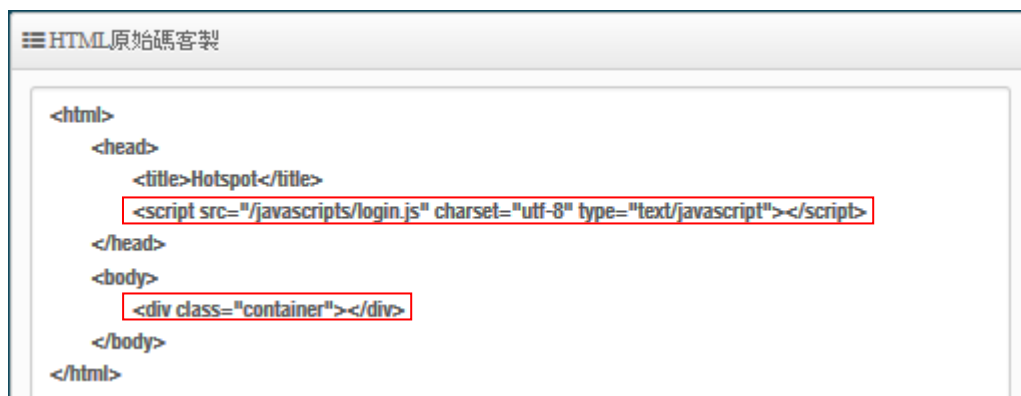 HTML原始碼客製
<html>
<head>
<title>Hotspot</title>
<script src="/javascripts/login.js" charset="utf-8" type="text/javascript"></script>
</head>
<body>
<div class="container"></div>
</body>
</html>